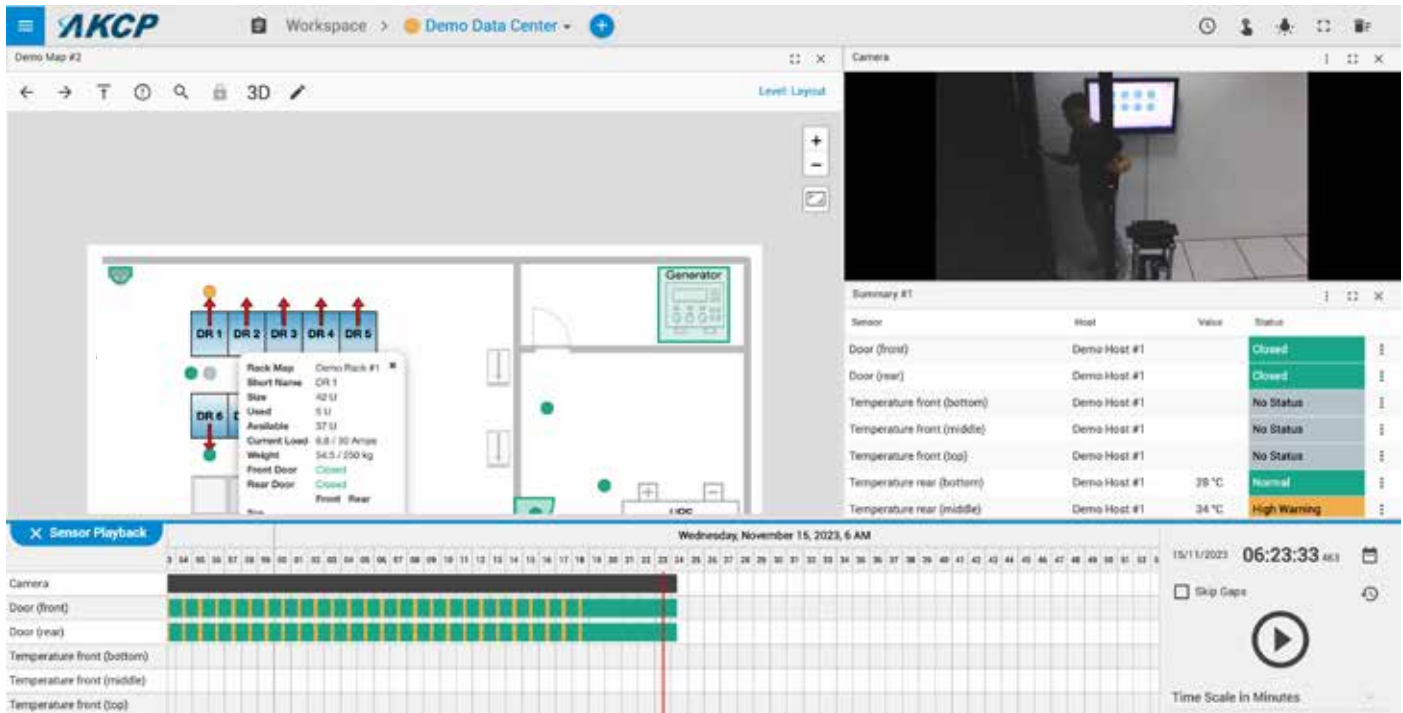 AKCP
Workspace > Demo Data Center
Demo Map #2
3D
Level: Layout
Generator
DR 1 DR 2 DR 3 DR 4 DR 5
DR 6
Rack Map Demo Rack #1
Short Name DR 1
Size 42 U
Used 5 U
Available 37 U
Current Load 6.8 / 30 Amps
Weight 54.5 / 250 kg
Front Door Closed
Rear Door Closed
Front Rear
UPS
Camera
Summary #1
Sensor Host Value Status
Door (front) Demo Host #1 Closed
Door (rear) Demo Host #1 Closed
Temperature front (bottom) Demo Host #1 No Status
Temperature front (middle) Demo Host #1 No Status
Temperature front (top) Demo Host #1 No Status
Temperature rear (bottom) Demo Host #1 28 °C Normal
Temperature rear (middle) Demo Host #1 34 °C High Warning
Sensor Playback
Wednesday, November 15, 2023, 6 AM
Camera
Door (front)
Door (rear)
Temperature front (bottom)
Temperature front (middle)
Temperature front (top)
15/11/2023 06:23:33
Skip Gaps
Time Scale in Minutes